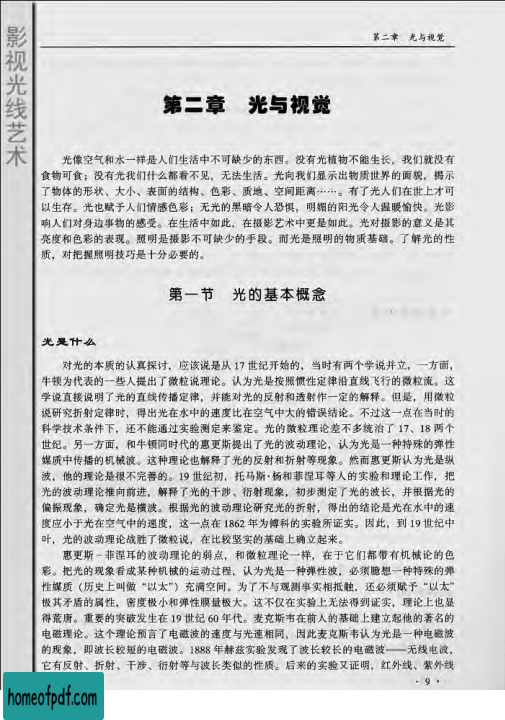 影视光线艺术
第二章 光与视觉
第二章 光与视觉
光像空气和水一样是人们生活中不可缺少的东西。没有光植物不能生长，我们就没有
食物可食；没有光我们什么都看不见，无法生活。光向我们显示出物质世界的面貌，揭示
了物体的形状、大小、表面的结构、色彩、质地、空间距离……。有了光人们在世上才可
以生存。光也赋予人们情感色彩；无光的黑暗令人恐惧，明媚的阳光令人温暖愉快。光影
响人们对身边事物的感受。在生活中如此，在摄影艺术中更是如此。光对摄影的意义是其
亮度和色彩的表现。照明是摄影不可缺少的手段。而光是照明的物质基础。了解光的性
质，对把握照明技巧是十分必要的。
第一节 光的基本概念
光是什么
对光的本质的认真探讨，应该说是从 17 世纪开始的，当时有两个学说并立，一方面，
牛顿为代表的一些人提出了微粒说理论。认为光是按照惯性定律沿直线飞行的微粒流。这
学说直接说明了光的直线传播定律，并能对光的反射和透射作一定的解释。但是，用微粒
说研究折射定律时，得出光在水中的速度比在空气中大的错误结论。不过这一点在当时的
科学技术条件下，还不能通过实验测定来鉴定。光的微粒理论差不多统治了 17、18 两个
世纪。另一方面，和牛顿同时代的惠更斯提出了光的波动理论，认为光是一种特殊的弹性
媒质中传播的机械波。这种理论也解释了光的反射和折射等现象。然而惠更斯认为光是纵
波，他的理论是很不完善的。19 世纪初，托马斯·杨和菲涅耳等人的实验和理论工作，把
光的波动理论推向前进，解释了光的干涉、衍射现象，初步测定了光的波长，并根据光的
偏振现象，确定光是横波。根据光的波动理论研究光的折射，得出的结论是光在水中的速
度应小于光在空气中的速度，这一点在 1862 年为傅科的实验所证实。因此，到 19 世纪中
叶，光的波动理论战胜了微粒说，在比较坚实的基础上确立起来。
惠更斯－菲涅耳的波动理论的弱点，和微粒理论一样，在于它们都带有机械论的色
彩。把光的现象看成某种机械的运动过程，认为光是一种弹性波，必须臆想一种特殊的弹
性媒质（历史上叫做“以太”）充满空间。为了不与观测事实相抵触，还必须赋予“以太”
极其矛盾的属性，密度极小和弹性膜量极大。这不仅在实验上无法得到证实，理论上也显
得荒唐。重要的突破发生在 19 世纪 60 年代。麦克斯韦在前人的基础上建立起他的著名的
电磁理论。这个理论预言了电磁波的速度与光速相同，因此麦克斯韦认为光是一种电磁波
的现象，即波长较短的电磁波。1888 年赫兹实验发现了波长较长的电磁波——无线电波，
它有反射、折射、干涉、衍射等与波长类似的性质。后来的实验又证明，红外线、紫外线
· 9 ·
homeofpdf.com